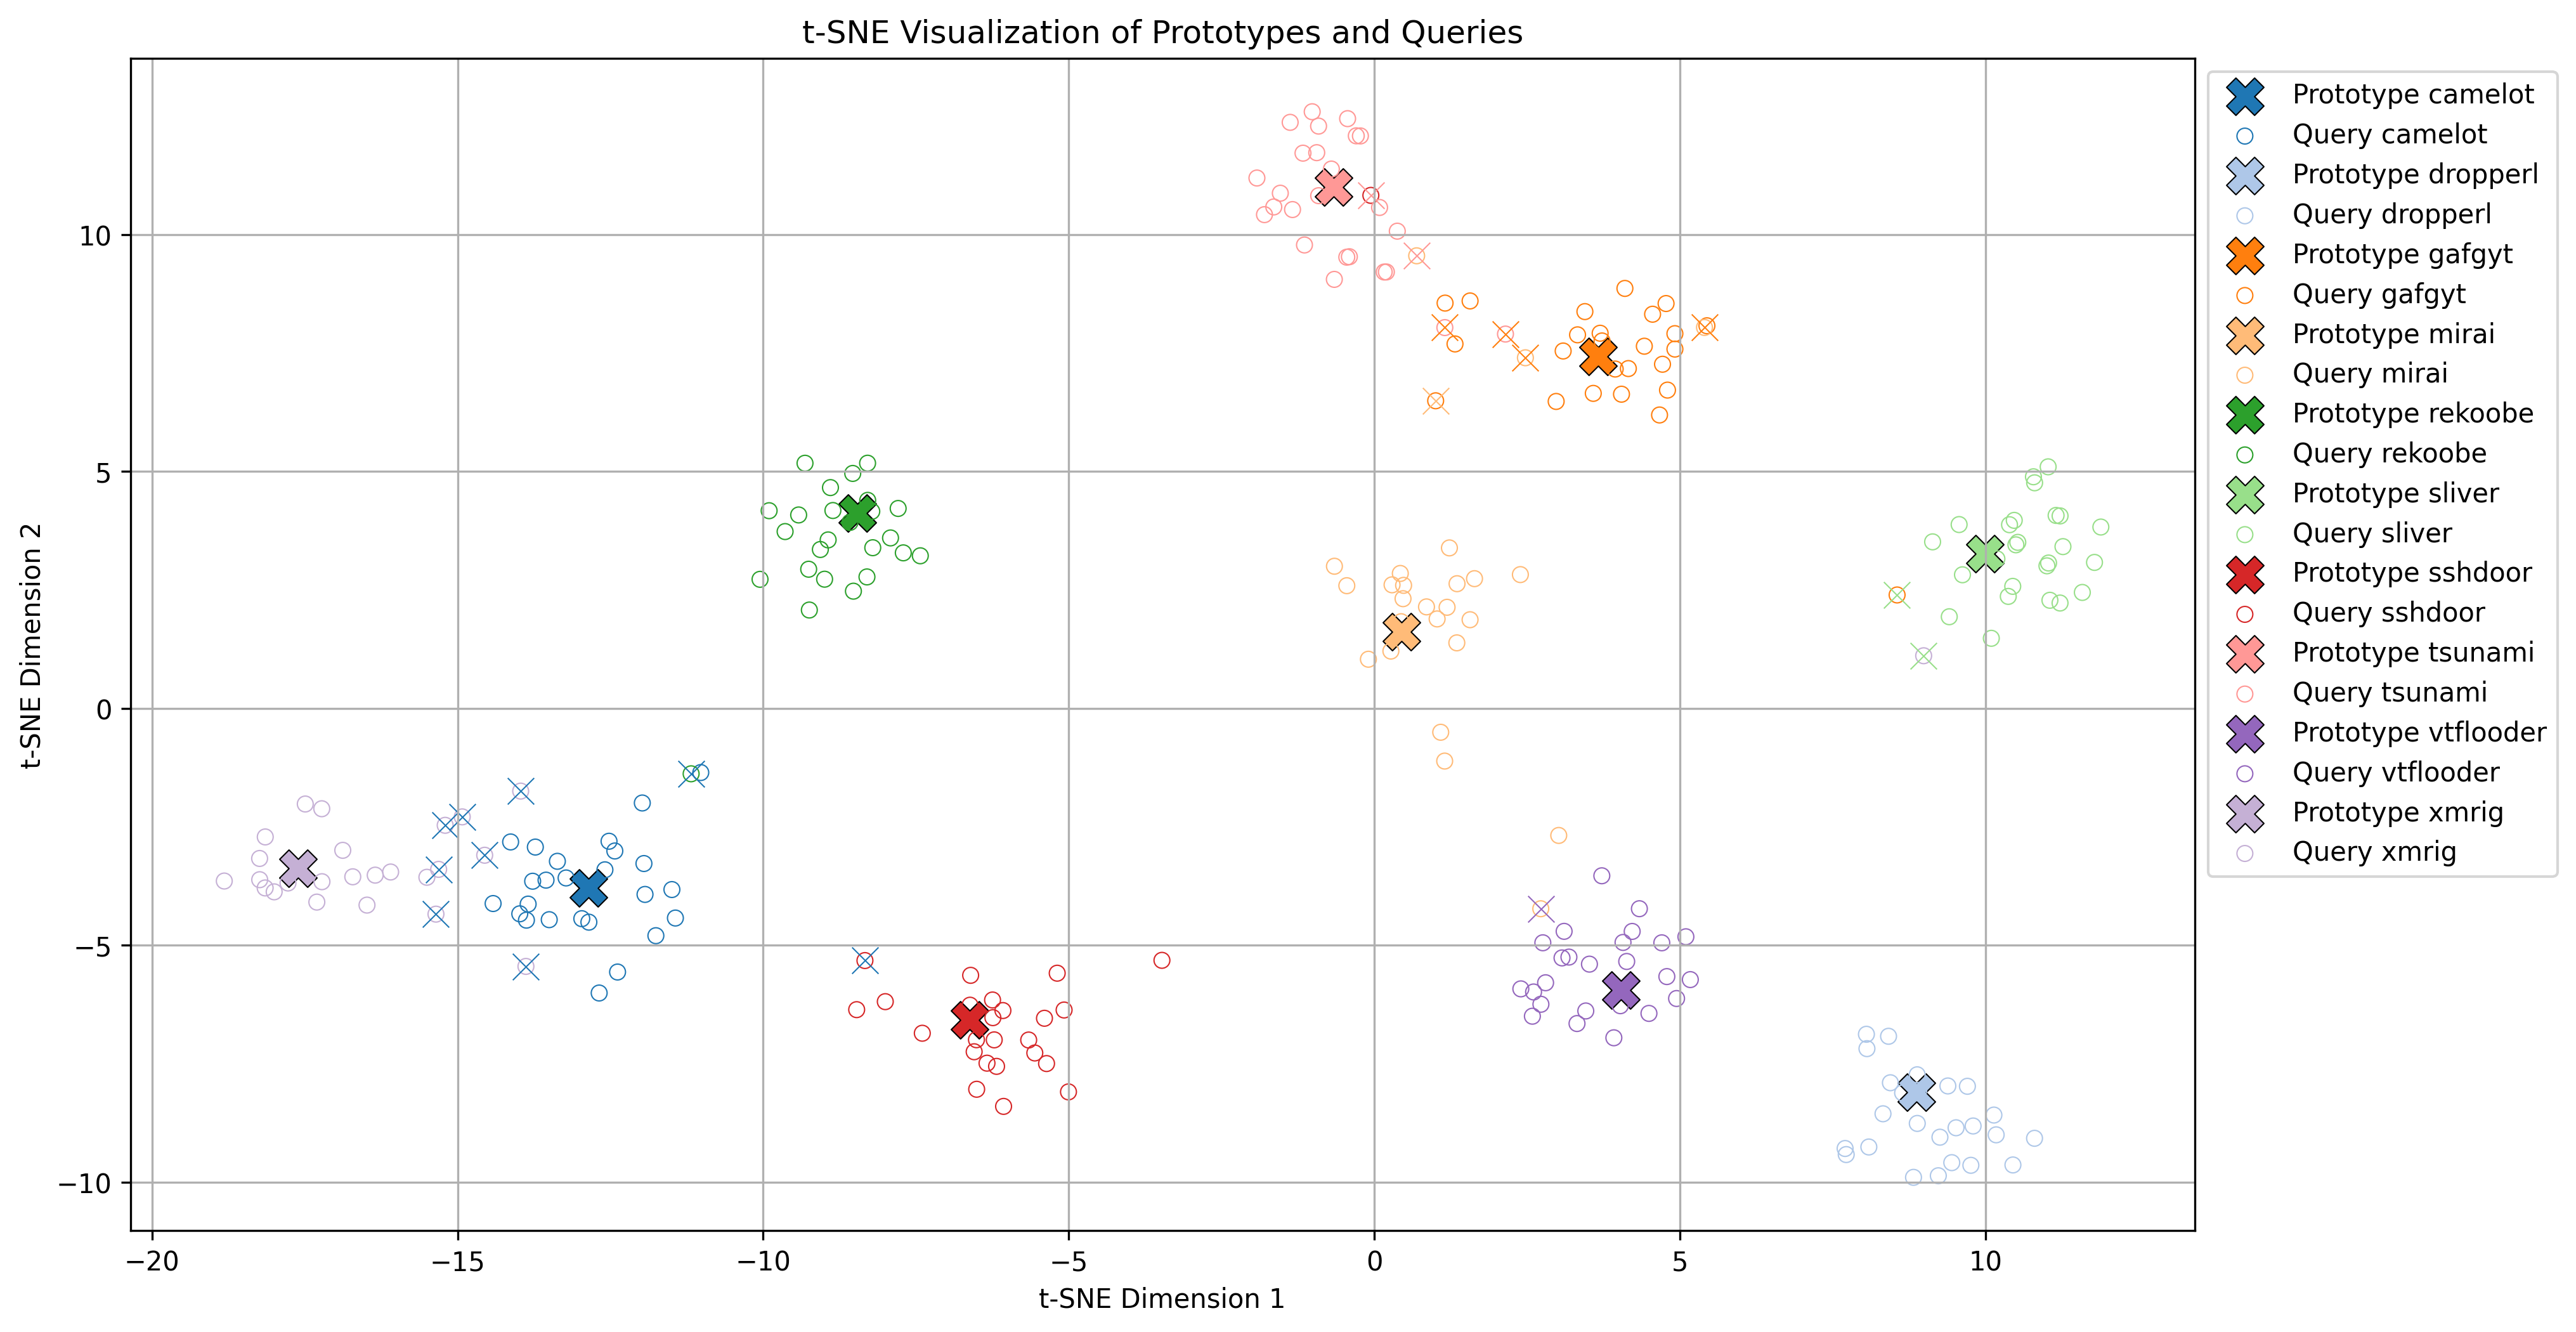 t-SNE Visualization of Prototypes and Queries
Prototype camelot
Query camelot
Prototype dropperl
Query dropperl
Prototype gafgyt
Query gafgyt
Prototype mirai
Query mirai
Prototype rekoobe
Query rekoobe
Prototype sliver
Query sliver
Prototype sshdoor
Query sshdoor
Prototype tsunami
Query tsunami
Prototype vtflooder
Query vtflooder
Prototype xmrig
Query xmrig
t-SNE Dimension 2
10
5
0
−5
−10
−20 −15 −10 −5 0 5 10
t-SNE Dimension 1